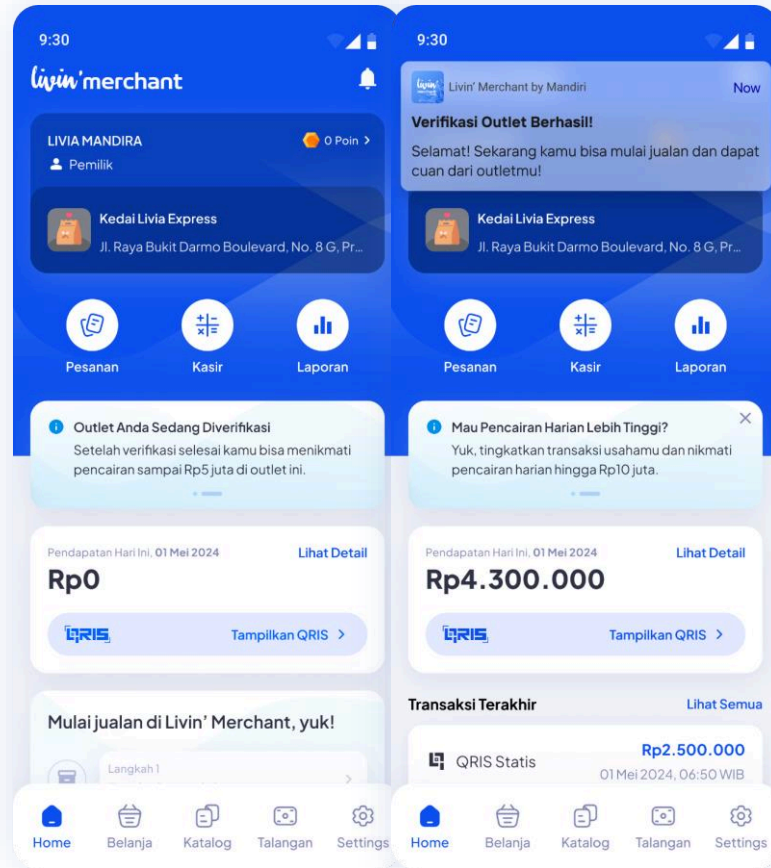 9:30
livin'merchant
LIVIA MANDIRA
0 Poin >
Pemilik
Kedai Livia Express
Jl. Raya Bukit Darmo Boulevard, No. 8 G, Pr...
Pesanan
Kasir
Laporan
Outlet Anda Sedang Diverifikasi
Setelah verifikasi selesai kamu bisa menikmati
pencairan sampai Rp5 juta di outlet ini.
Pendapatan Hari Ini, 01 Mei 2024
Lihat Detail
Rp0
QRIS
Tampilkan QRIS >
Mulai jualan di Livin' Merchant, yuk!
Langkah 1
Home
Belanja
Katalog
Talangan
Settings
9:30
livin'
merchant
Livin' Merchant by Mandiri
Now
Verifikasi Outlet Berhasil!
Selamat! Sekarang kamu bisa mulai jualan dan dapat
cuan dari outletmu!
Kedai Livia Express
Jl. Raya Bukit Darmo Boulevard, No. 8 G, Pr...
Pesanan
Kasir
Laporan
Mau Pencairan Harian Lebih Tinggi?
Yuk, tingkatkan transaksi usahamu dan nikmati
pencairan harian hingga Rp10 juta.
Pendapatan Hari Ini, 01 Mei 2024
Lihat Detail
Rp4.300.000
QRIS
Tampilkan QRIS >
Transaksi Terakhir
Lihat Semua
QRIS Statis
Rp2.500.000
01 Mei 2024, 06:50 WIB
Home
Belanja
Katalog
Talangan
Settings